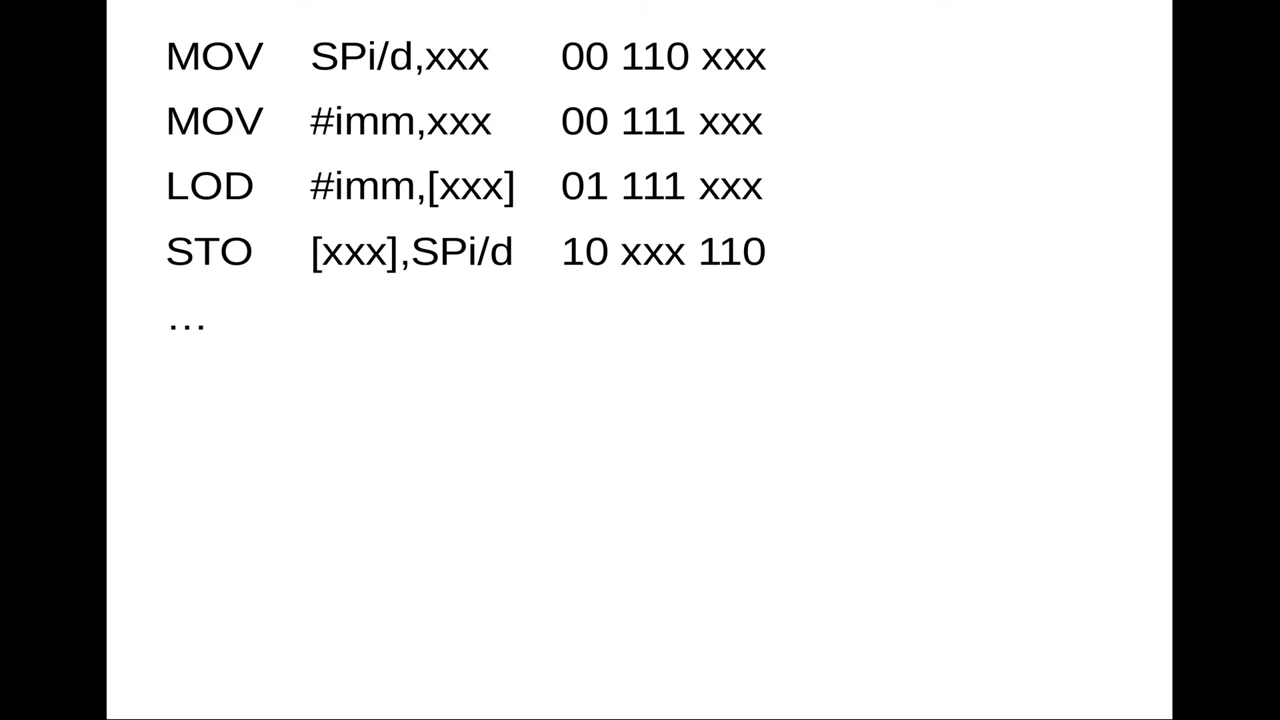 MOV SPi/d,xxx 00 110 xxx
MOV #imm,xxx 00 111 xxx
LOD #imm,[xxx] 01 111 xxx
STO [xxx],SPi/d 10 xxx 110
…